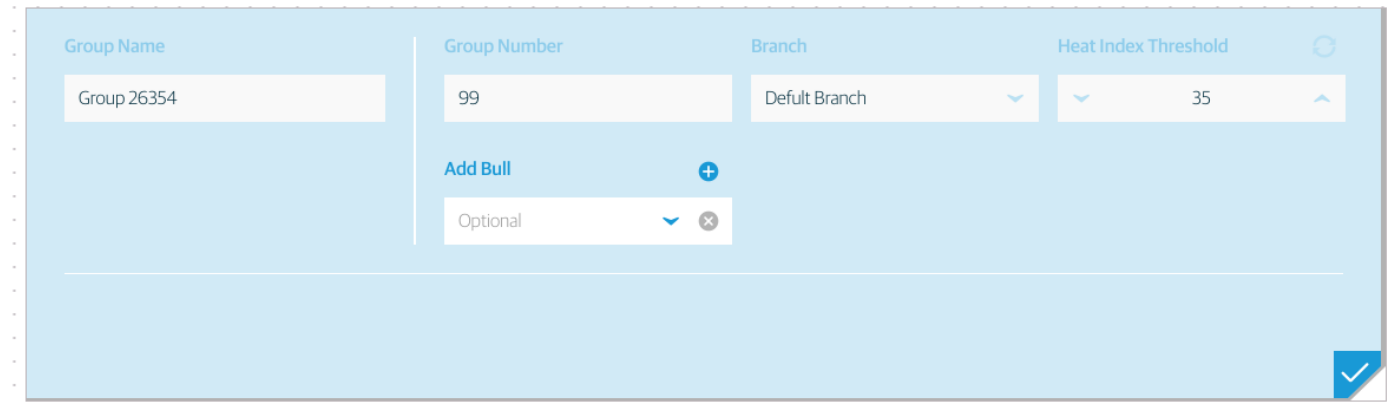 Group Name
Group Number
Branch
Heat Index Threshold
Group 26354
99
Defult Branch
35
Add Bull
Optional